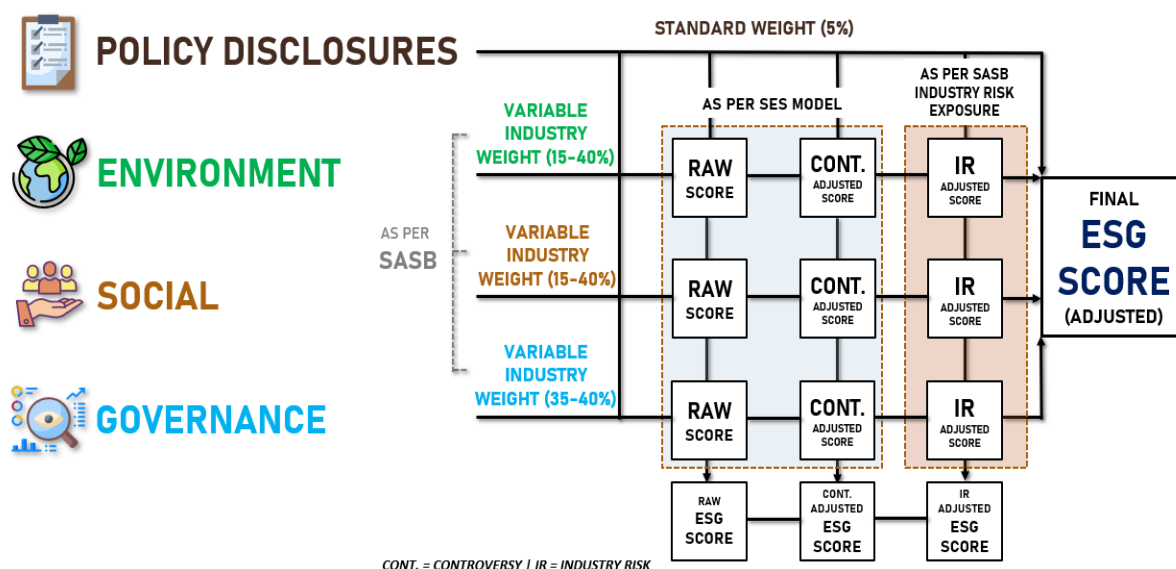 POLICY DISCLOSURES
STANDARD WEIGHT (5%)
AS PER SASB
INDUSTRY RISK
EXPOSURE
AS PER SES MODEL
VARIABLE
INDUSTRY
WEIGHT (15-40%)
ENVIRONMENT
RAW
SCORE
CONT.
ADJUSTED
SCORE
IR
ADJUSTED
SCORE
AS PER
SASB
VARIABLE
INDUSTRY
WEIGHT (15-40%)
SOCIAL
RAW
SCORE
CONT.
ADJUSTED
SCORE
IR
ADJUSTED
SCORE
FINAL
ESG
SCORE
(ADJUSTED)
VARIABLE
INDUSTRY
WEIGHT (35-40%)
GOVERNANCE
RAW
SCORE
CONT.
ADJUSTED
SCORE
IR
ADJUSTED
SCORE
RAW
ESG
SCORE
CONT.
ADJUSTED
ESG
SCORE
IR
ADJUSTED
ESG
SCORE
CONT. = CONTROVERSY | IR = INDUSTRY RISK